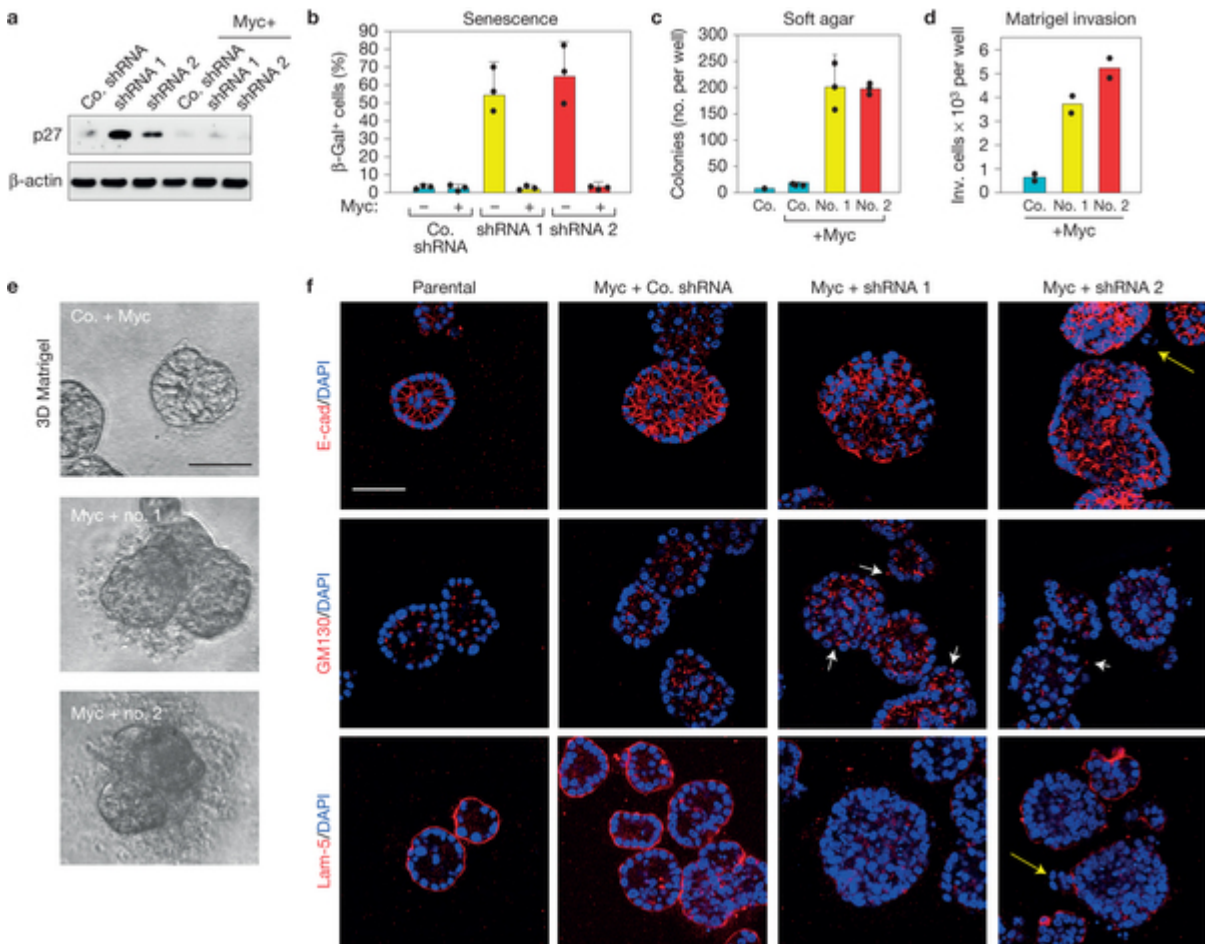 a
Myc+
Co. shRNA
shRNA 1
shRNA 2
Co. shRNA
shRNA 1
shRNA 2
p27
β-actin
b
Senescence
β-Gal⁺ cells (%)
90
80
70
60
50
40
30
20
10
0
Myc: – + – + – +
Co. shRNA 1 shRNA 2
shRNA
c
Soft agar
Colonies (no. per well)
300
250
200
150
100
50
0
Co. Co. No. 1 No. 2
+Myc
d
Matrigel invasion
Inv. cells × 10³ per well
6
5
4
3
2
1
0
Co. No. 1 No. 2
+Myc
e
3D Matrigel
Co. + Myc
Myc + no. 1
Myc + no. 2
f
Parental Myc + Co. shRNA Myc + shRNA 1 Myc + shRNA 2
E-cad/DAPI
GM130/DAPI
Lam-5/DAPI